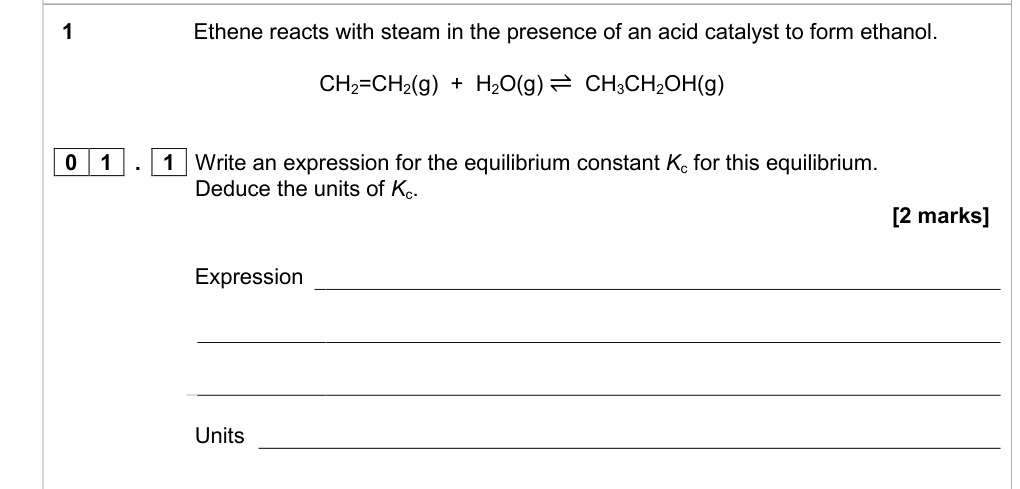 1 Ethene reacts with steam in the presence of an acid catalyst to form ethanol.
CH₂=CH₂(g) + H₂O(g) ⇌ CH₃CH₂OH(g)
0 1 . 1 Write an expression for the equilibrium constant Kc for this equilibrium.
Deduce the units of Kc.
[2 marks]
Expression
Units